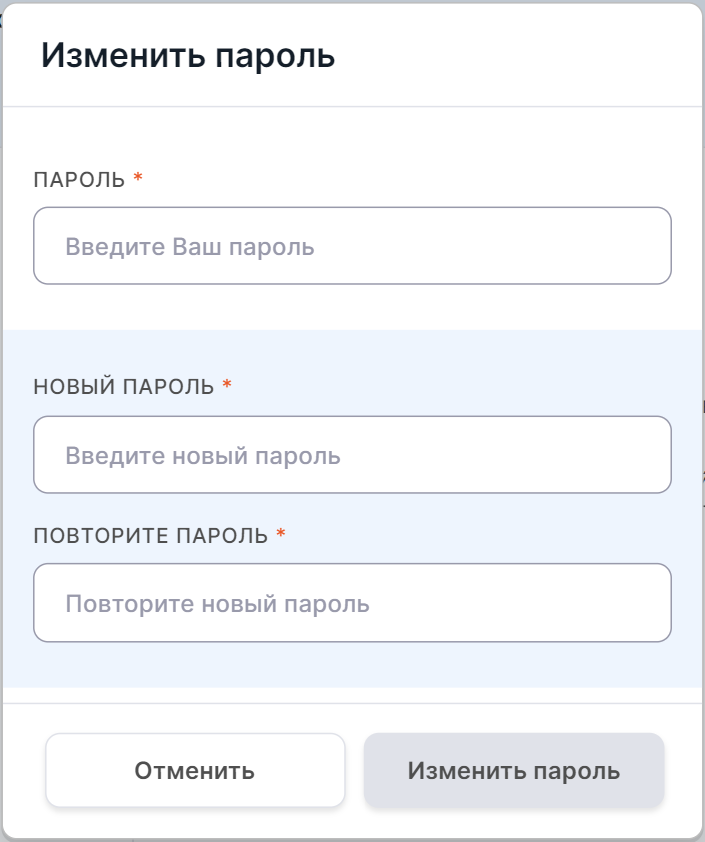 Изменить пароль
ПАРОЛЬ *
Введите Ваш пароль
НОВЫЙ ПАРОЛЬ *
Введите новый пароль
ПОВТОРИТЕ ПАРОЛЬ *
Повторите новый пароль
Отменить
Изменить пароль